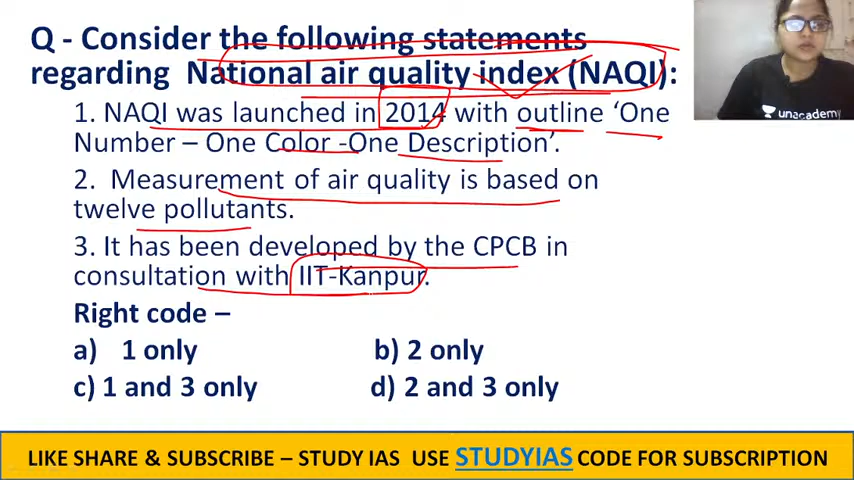 Q - Consider the following statements
regarding National air quality index (NAQI):
1. NAQI was launched in 2014 with outline ‘One
Number – One Color -One Description’.
2. Measurement of air quality is based on
twelve pollutants.
3. It has been developed by the CPCB in
consultation with IIT-Kanpur.
Right code –
a) 1 only b) 2 only
c) 1 and 3 only d) 2 and 3 only
unacademy
LIKE SHARE & SUBSCRIBE – STUDY IAS USE STUDYIAS CODE FOR SUBSCRIPTION